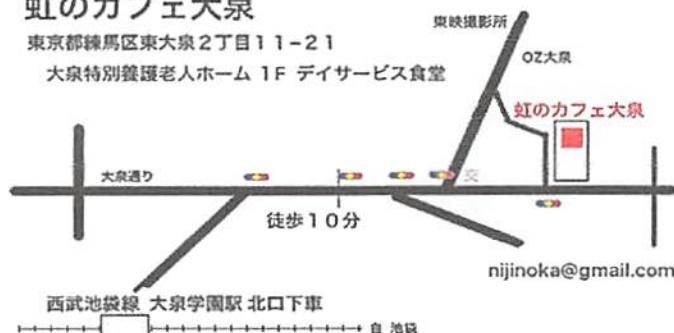 虹のカフェ大泉
東京都練馬区東大泉2丁目11-21
大泉特別養護老人ホーム 1F デイサービス食堂
東映撮影所
OZ大泉
虹のカフェ大泉
大泉通り
交
徒歩10分
nijinoka@gmail.com
西武池袋線 大泉学園駅 北口下車
自 池袋